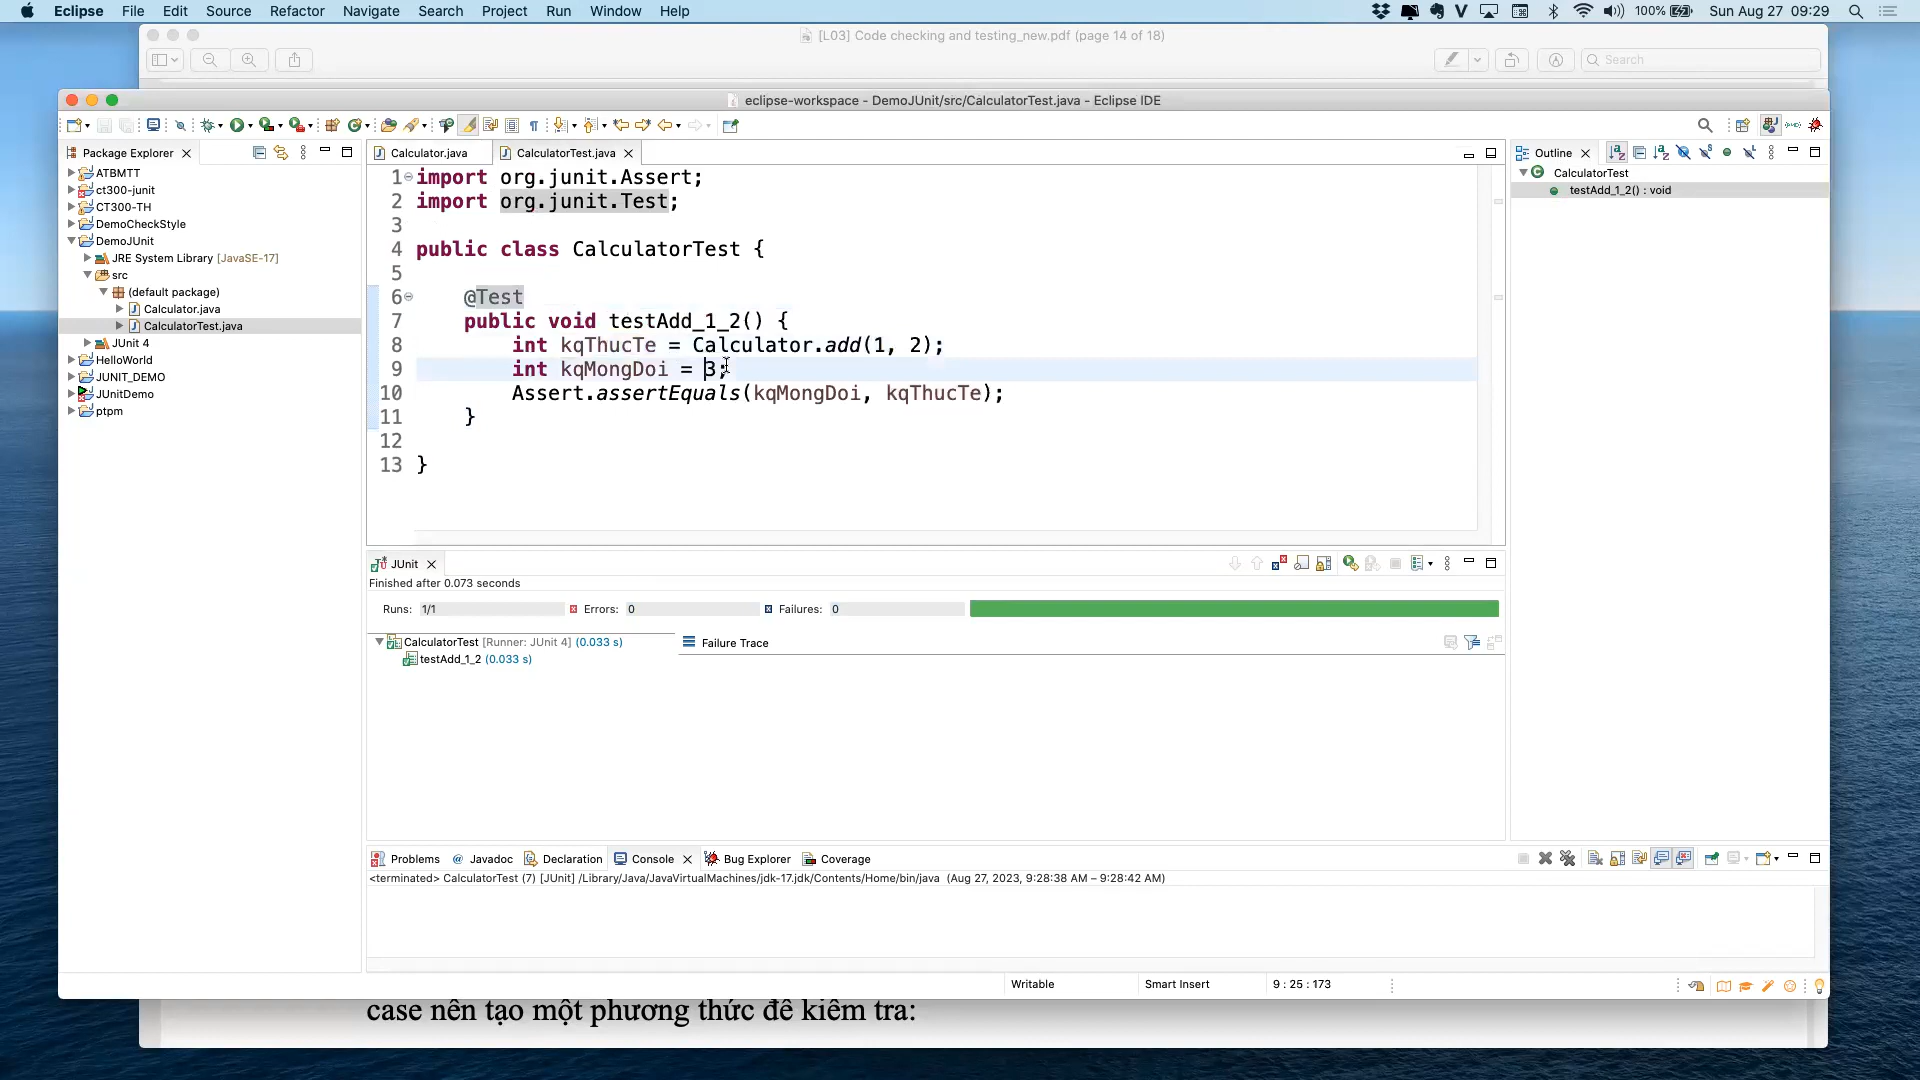 Eclipse File Edit Source Refactor Navigate Search Project Run Window Help 100% Sun Aug 27 09:29
[L03] Code checking and testing_new.pdf (page 14 of 18)
Search
eclipse-workspace - DemoJUnit/src/CalculatorTest.java - Eclipse IDE
Package Explorer
ATBMTT
ct300-junit
CT300-TH
DemoCheckStyle
DemoJUnit
JRE System Library [JavaSE-17]
src
(default package)
Calculator.java
CalculatorTest.java
JUnit 4
HelloWorld
JUNIT_DEMO
JUnitDemo
ptpm
Calculator.java CalculatorTest.java
1 import org.junit.Assert;
2 import org.junit.Test;
3
4 public class CalculatorTest {
5
6 @Test
7 public void testAdd_1_2() {
8 int kqThucTe = Calculator.add(1, 2);
9 int kqMongDoi = 3;
10 Assert.assertEquals(kqMongDoi, kqThucTe);
11 }
12
13 }
Outline
CalculatorTest
testAdd_1_2() : void
JUnit
Finished after 0.073 seconds
Runs: 1/1 Errors: 0 Failures: 0
CalculatorTest [Runner: JUnit 4] (0.033 s)
testAdd_1_2 (0.033 s)
Failure Trace
Problems Javadoc Declaration Console Bug Explorer Coverage
<terminated> CalculatorTest (7) [JUnit] /Library/Java/JavaVirtualMachines/jdk-17.jdk/Contents/Home/bin/java (Aug 27, 2023, 9:28:38 AM – 9:28:42 AM)
Writable Smart Insert 9 : 25 : 173
case nên tạo một phương thức để kiểm tra: